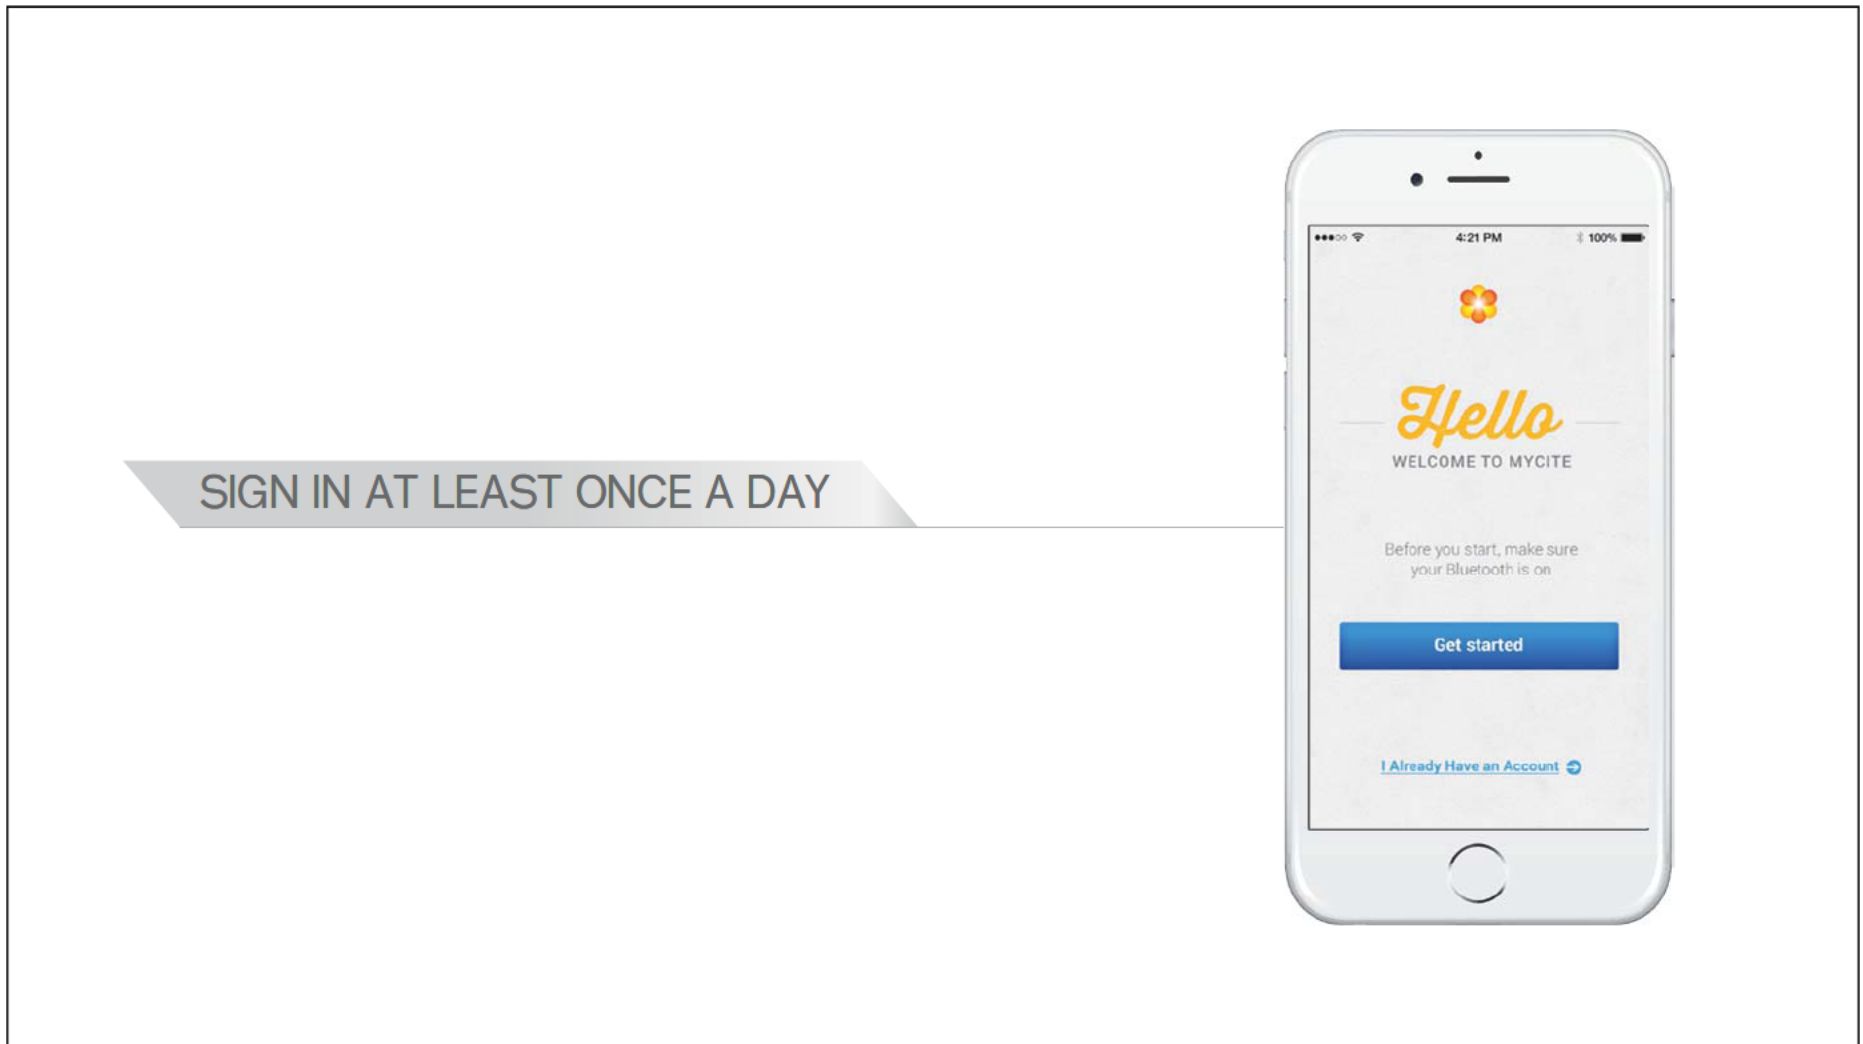 SIGN IN AT LEAST ONCE A DAY
4:21 PM
100%
Hello
WELCOME TO MYCITE
Before you start, make sure
your Bluetooth is on
Get started
I Already Have an Account